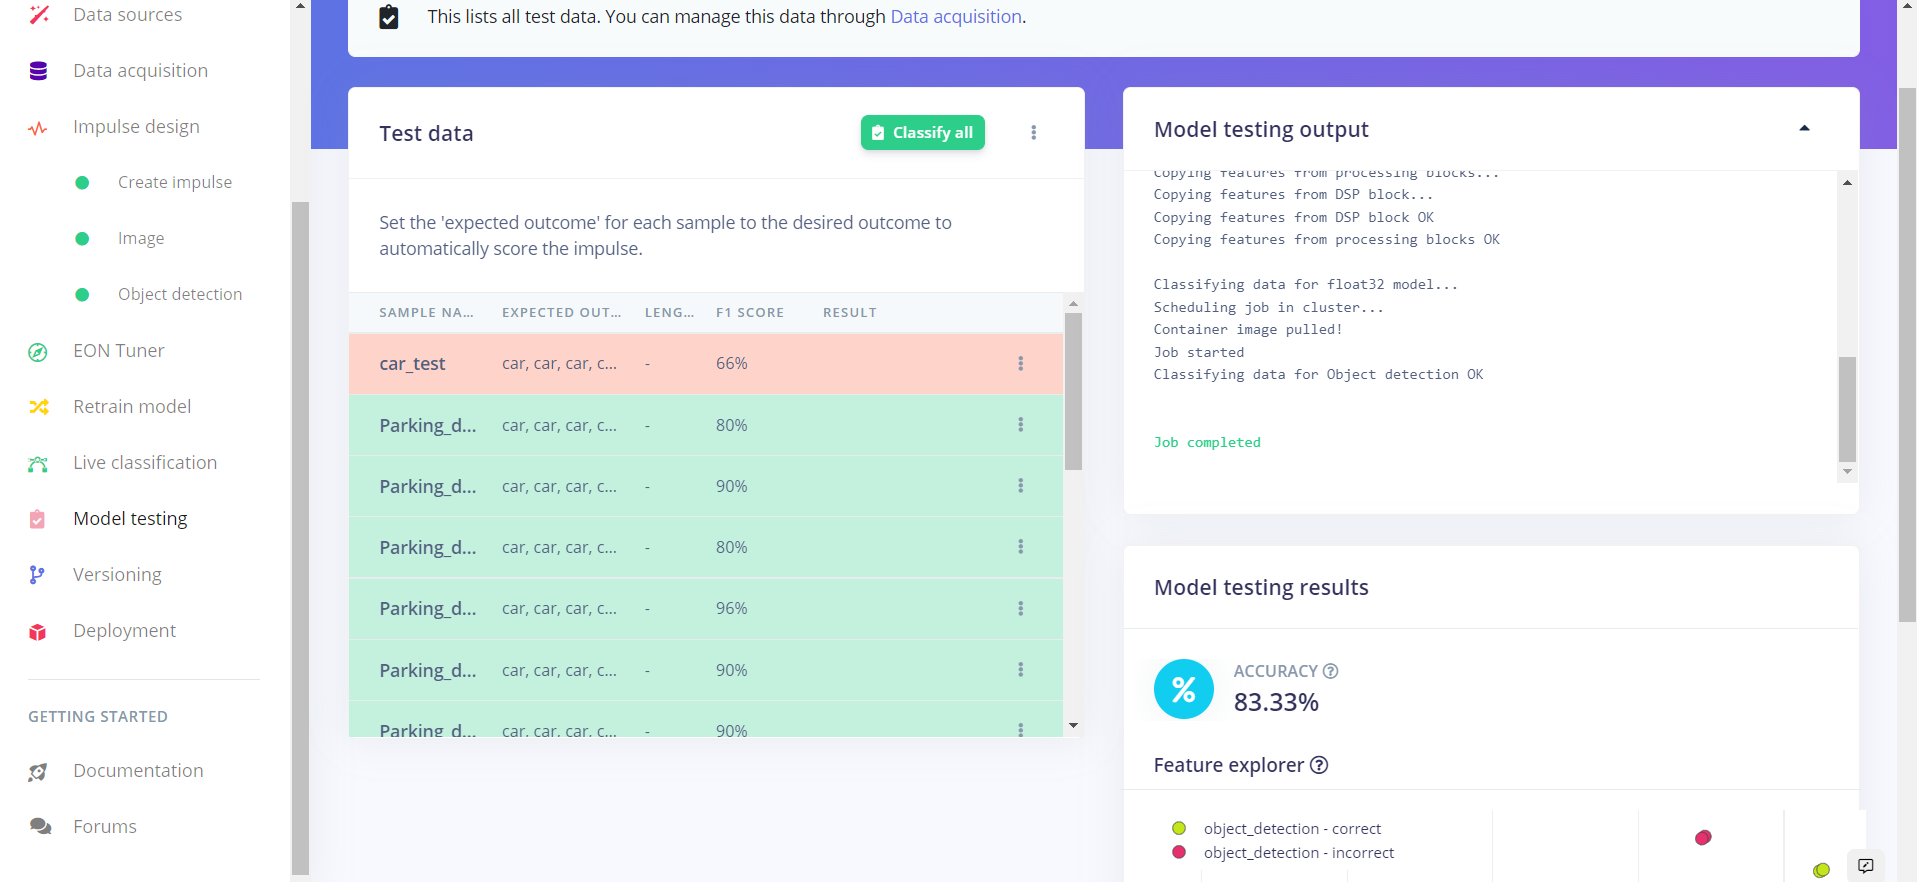 Data sources
Data acquisition
Impulse design
Create impulse
Image
Object detection
EON Tuner
Retrain model
Live classification
Model testing
Versioning
Deployment
GETTING STARTED
Documentation
Forums
This lists all test data. You can manage this data through Data acquisition.
Test data
Classify all
Set the 'expected outcome' for each sample to the desired outcome to
automatically score the impulse.
SAMPLE NA... EXPECTED OUT... LENG... F1 SCORE RESULT
car_test car, car, car, c... - 66%
Parking_d... car, car, car, c... - 80%
Parking_d... car, car, car, c... - 90%
Parking_d... car, car, car, c... - 80%
Parking_d... car, car, car, c... - 96%
Parking_d... car, car, car, c... - 90%
Parking_d... car, car, car, c... - 90%
Model testing output
Copying features from processing blocks...
Copying features from DSP block...
Copying features from DSP block OK
Copying features from processing blocks OK
Classifying data for float32 model...
Scheduling job in cluster...
Container image pulled!
Job started
Classifying data for Object detection OK
Job completed
Model testing results
%
ACCURACY ?
83.33%
Feature explorer ?
object_detection - correct
object_detection - incorrect